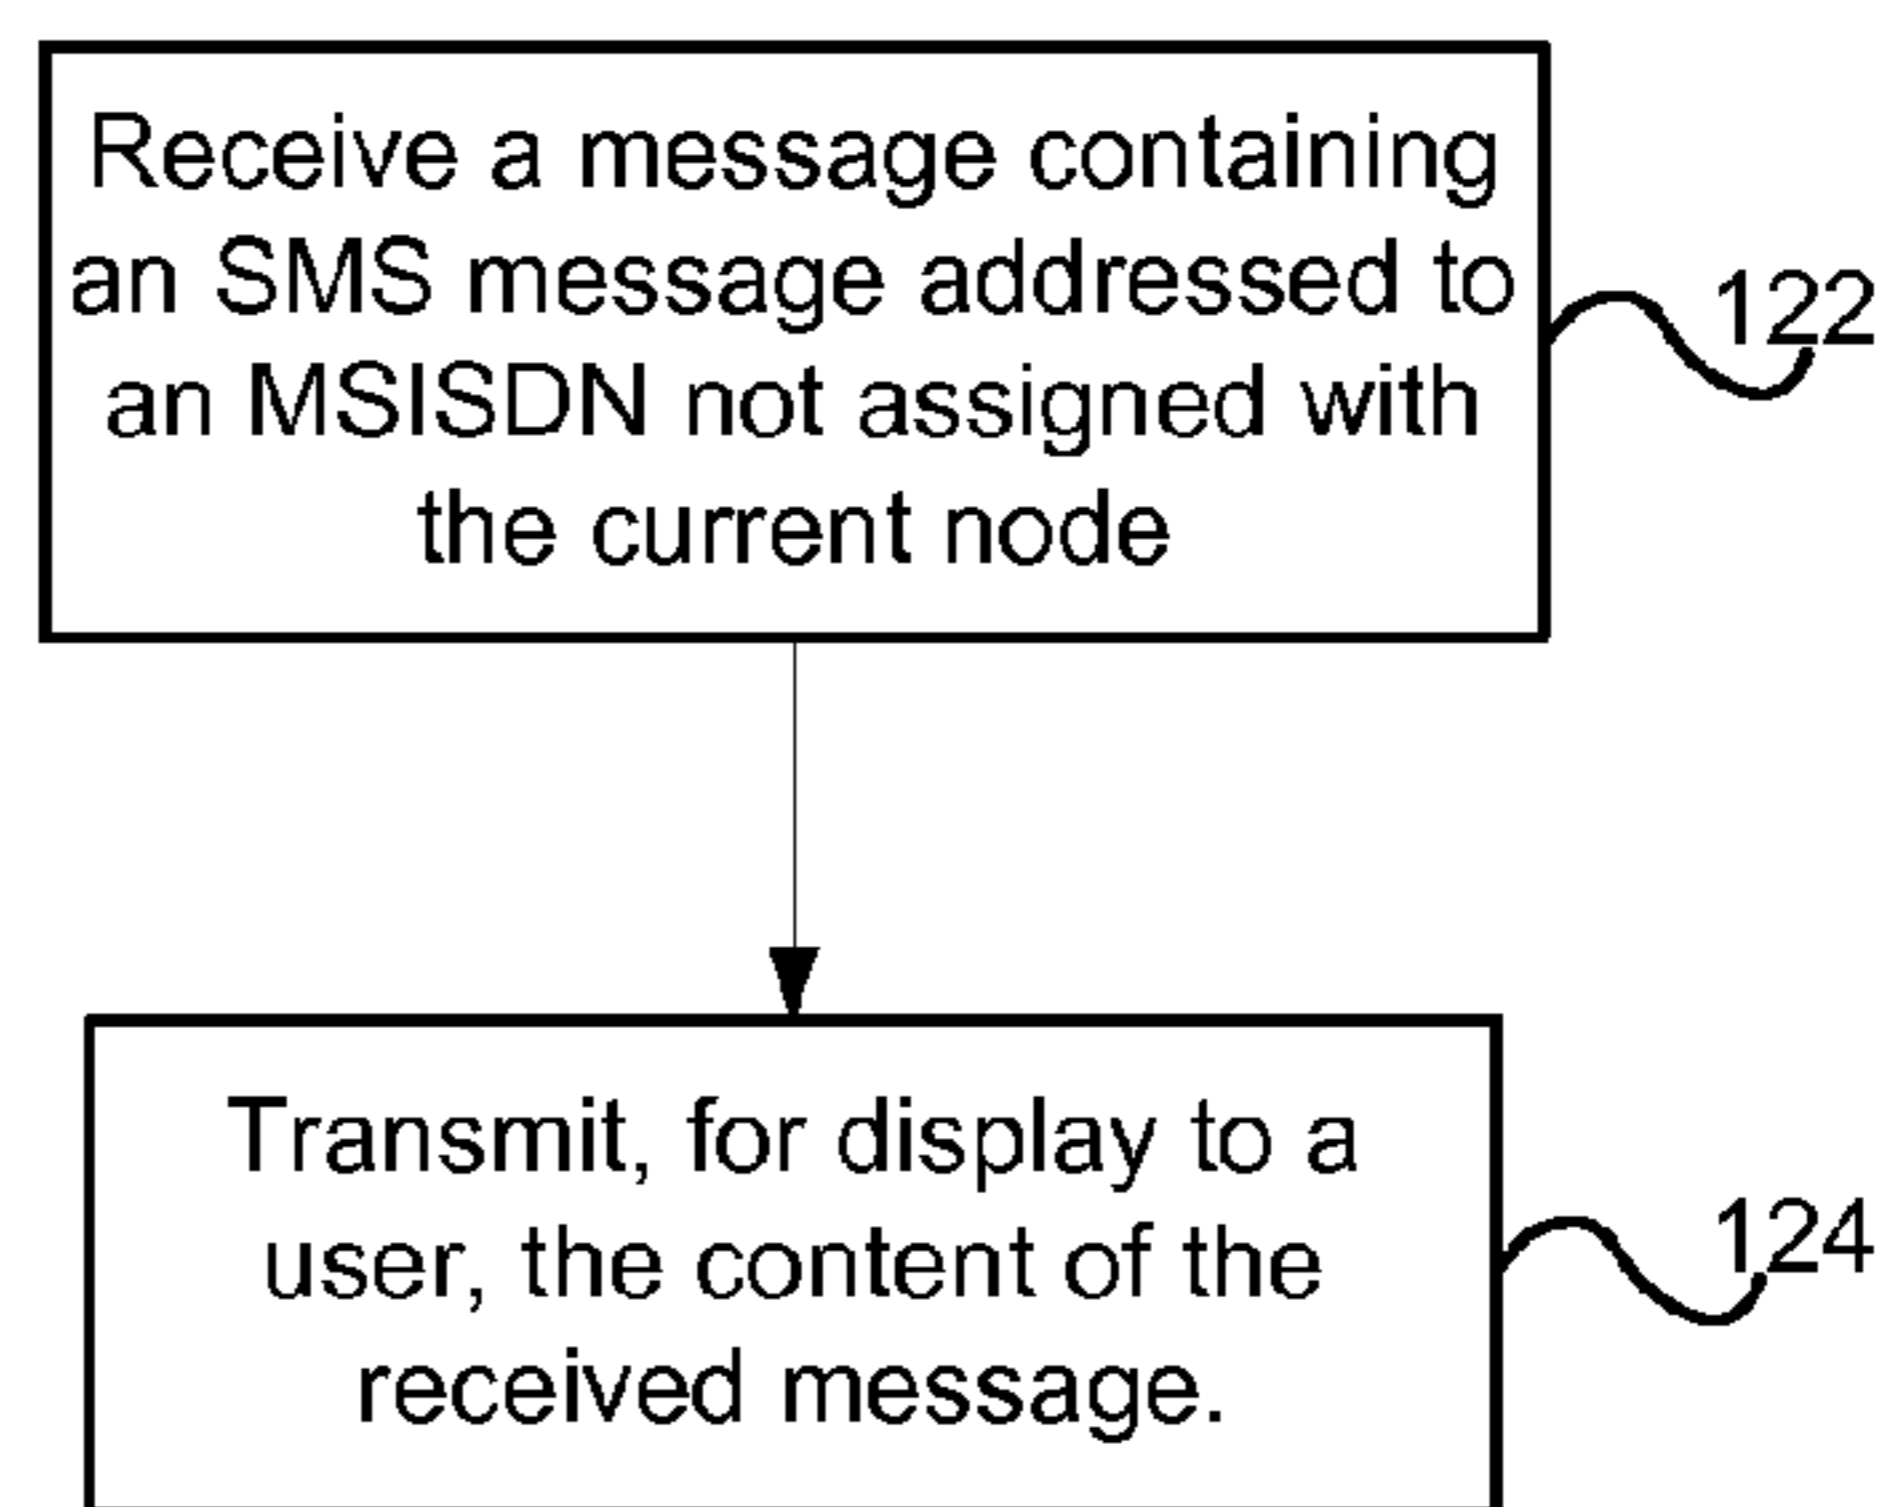 Receive a message containing
an SMS message addressed to
an MSISDN not assigned with
the current node
122
Transmit, for display to a
user, the content of the
received message.
124